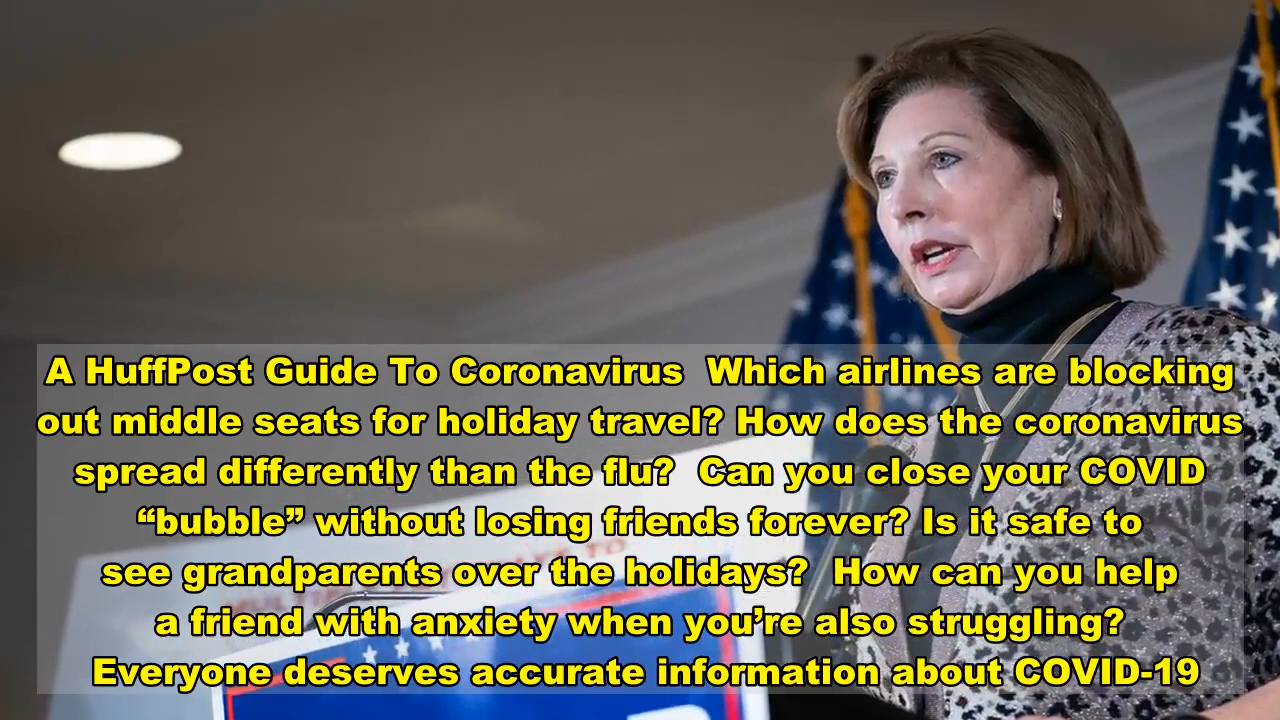 A HuffPost Guide To Coronavirus  Which airlines are blocking
out middle seats for holiday travel? How does the coronavirus
spread differently than the flu?  Can you close your COVID
“bubble” without losing friends forever? Is it safe to
see grandparents over the holidays?  How can you help
a friend with anxiety when you’re also struggling?
Everyone deserves accurate information about COVID-19